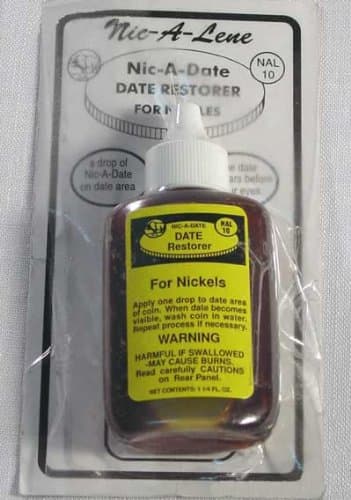 Nic-A-Lene
NAL
10
Nic-A-Date
DATE RESTORER
FOR
a drop of
Nic-A-Date
on date area
date
before
eyes
NIC-A-DATE
DATE
Restorer
NAL
10
For Nickels
Apply one drop to date area
of coin. When date becomes
visible, wash coin in water.
Repeat process if necessary.
WARNING
HARMFUL IF SWALLOWED
-MAY CAUSE BURNS.
Read carefully CAUTIONS
on Rear Panel.
NET CONTENTS: 1 1/4 FL. OZ.